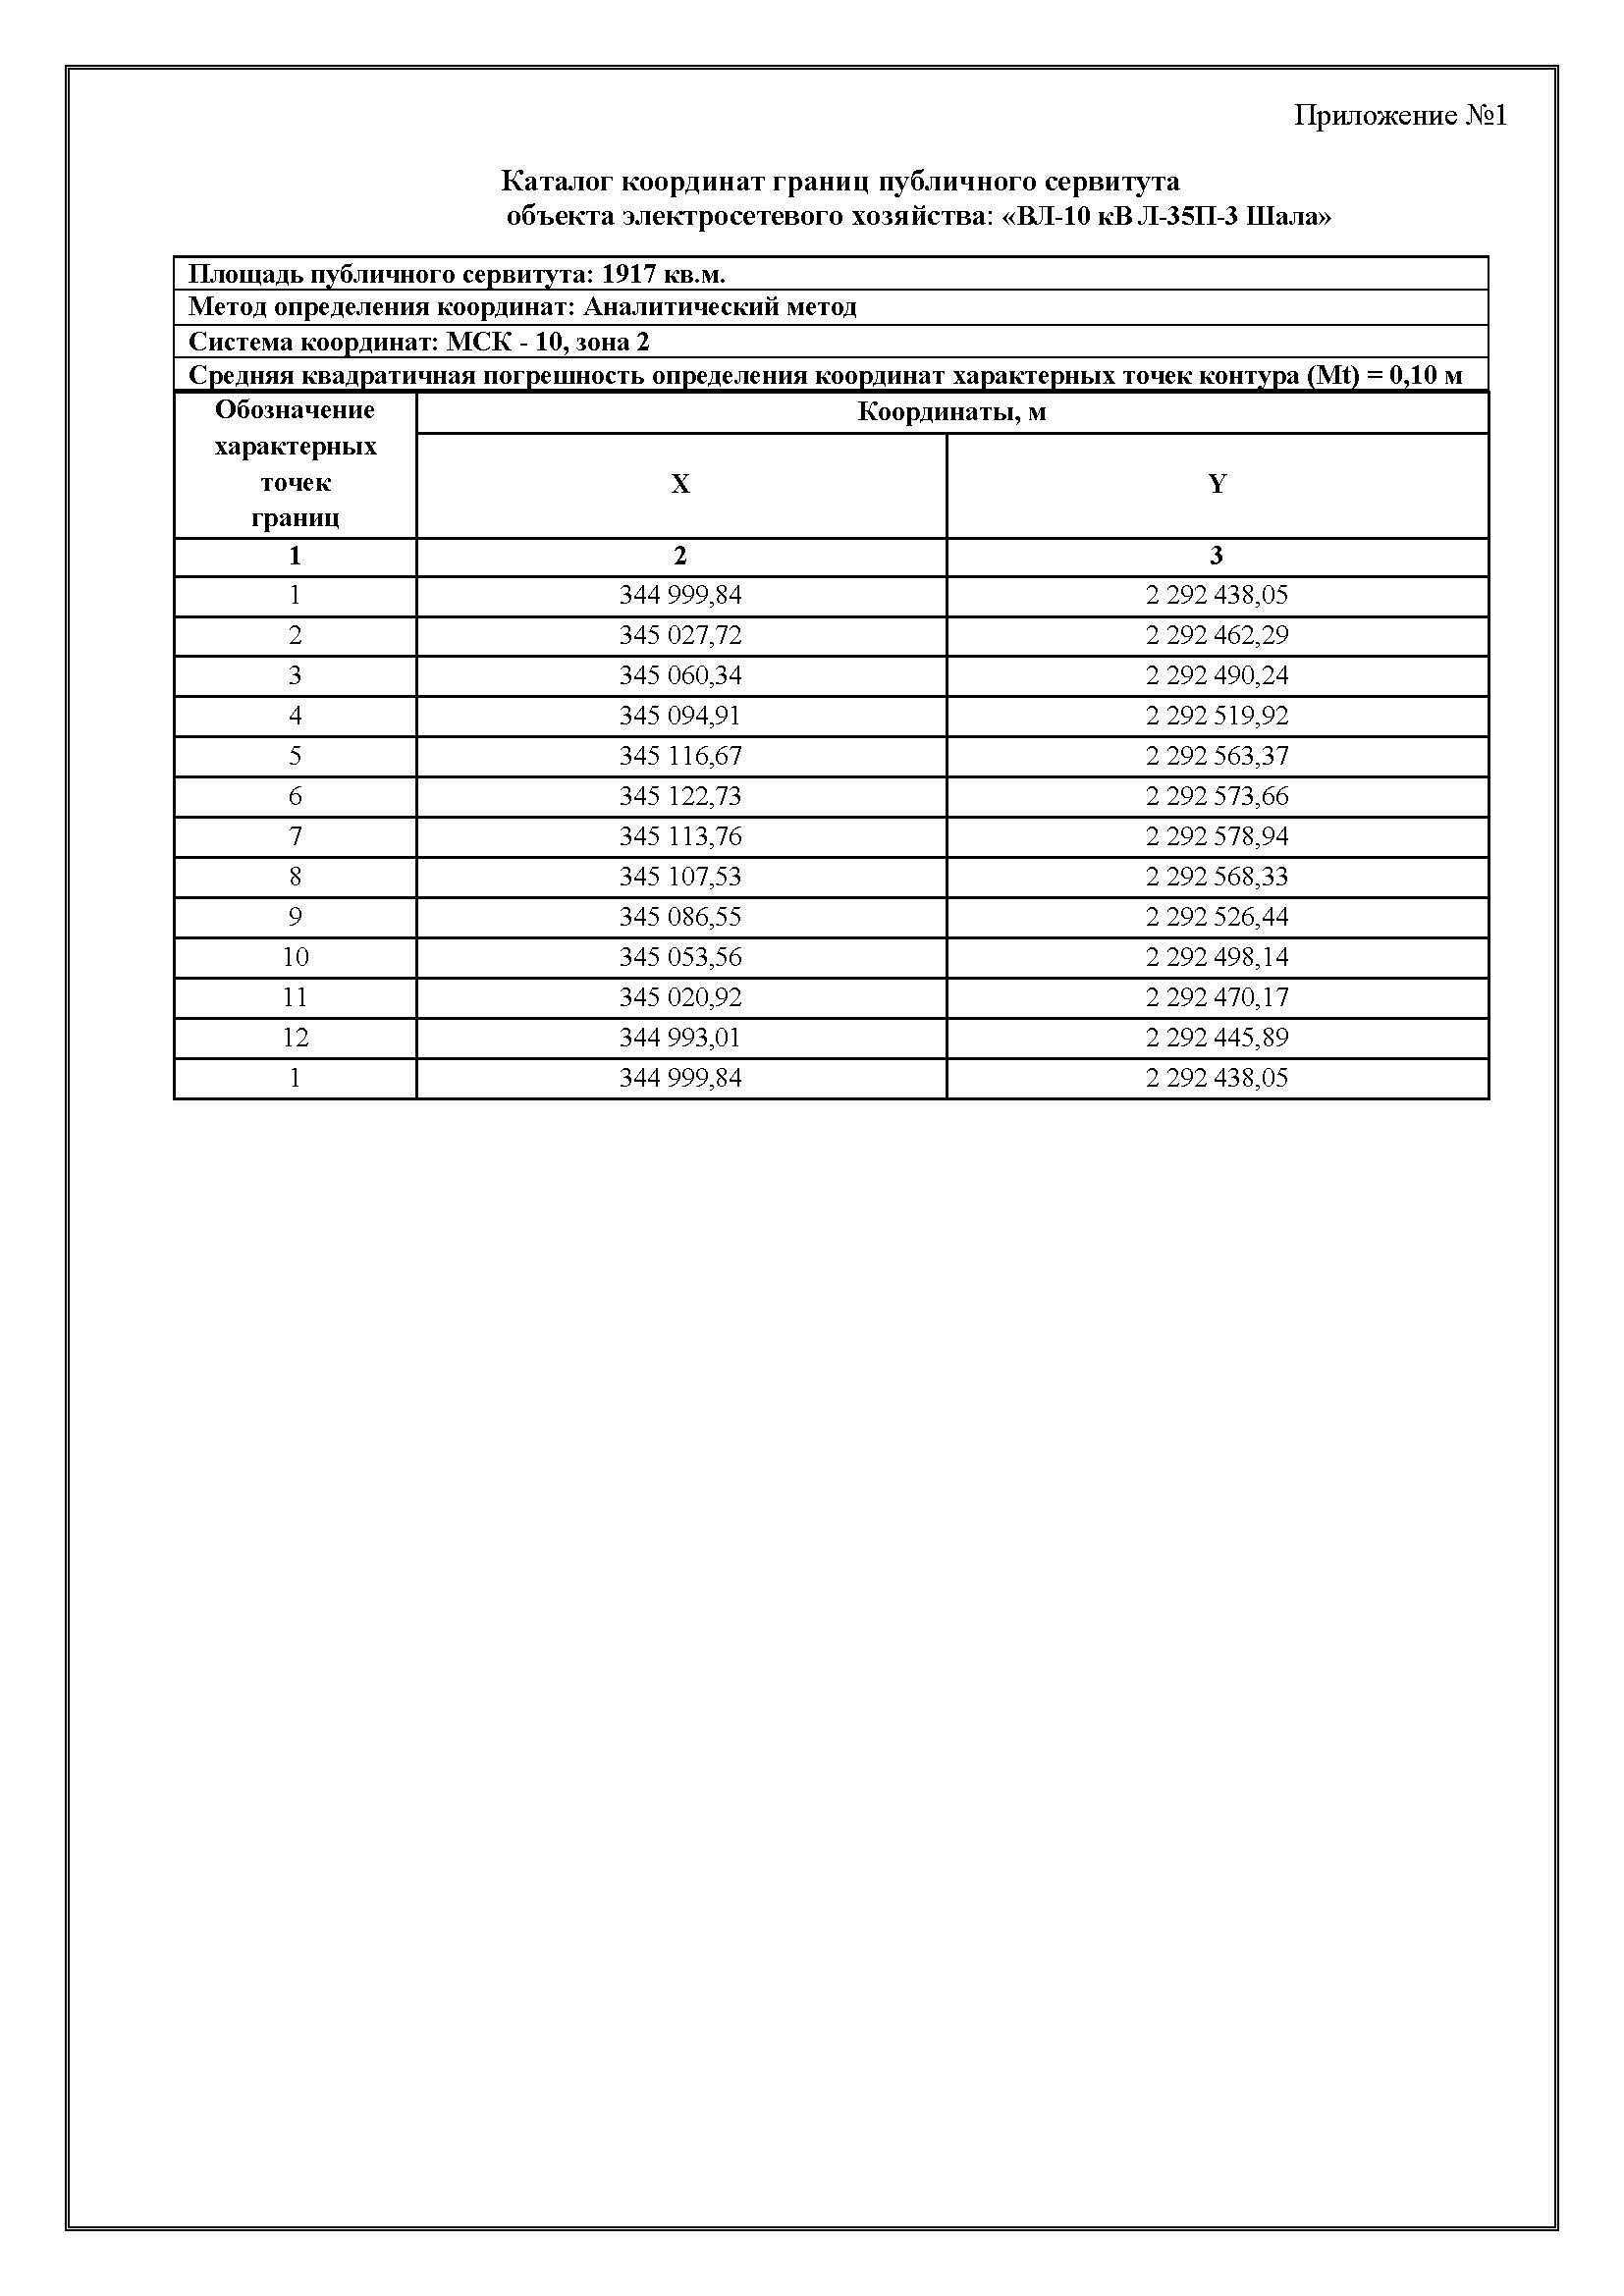 Приложение №1
Каталог координат границ публичного сервитута
объекта электросетевого хозяйства: «ВЛ-10 кВ Л-35П-3 Шала»
Площадь публичного сервитута: 1917 кв.м.
Метод определения координат: Аналитический метод
Система координат: МСК - 10, зона 2
Средняя квадратичная погрешность определения координат характерных точек контура (Mt) = 0,10 м
Обозначение
характерных
точек
границ
Координаты, м
X Y
1 2 3
1 344 999,84 2 292 438,05
2 345 027,72 2 292 462,29
3 345 060,34 2 292 490,24
4 345 094,91 2 292 519,92
5 345 116,67 2 292 563,37
6 345 122,73 2 292 573,66
7 345 113,76 2 292 578,94
8 345 107,53 2 292 568,33
9 345 086,55 2 292 526,44
10 345 053,56 2 292 498,14
11 345 020,92 2 292 470,17
12 344 993,01 2 292 445,89
1 344 999,84 2 292 438,05